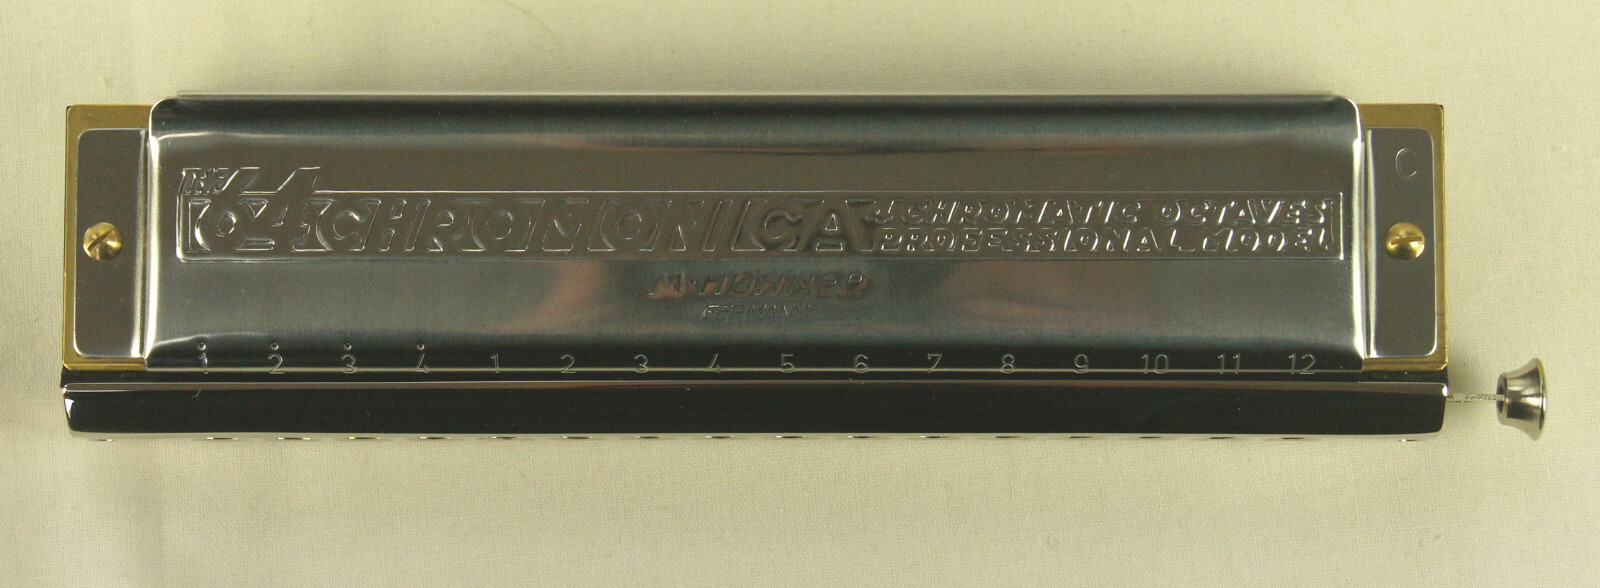 THE
64 CHROMONICA
4 CHROMATIC OCTAVES
PROFESSIONAL MODEL
C
M·HOHNER
GERMANY
1 2 3 4 1 2 3 4 5 6 7 8 9 10 11 12